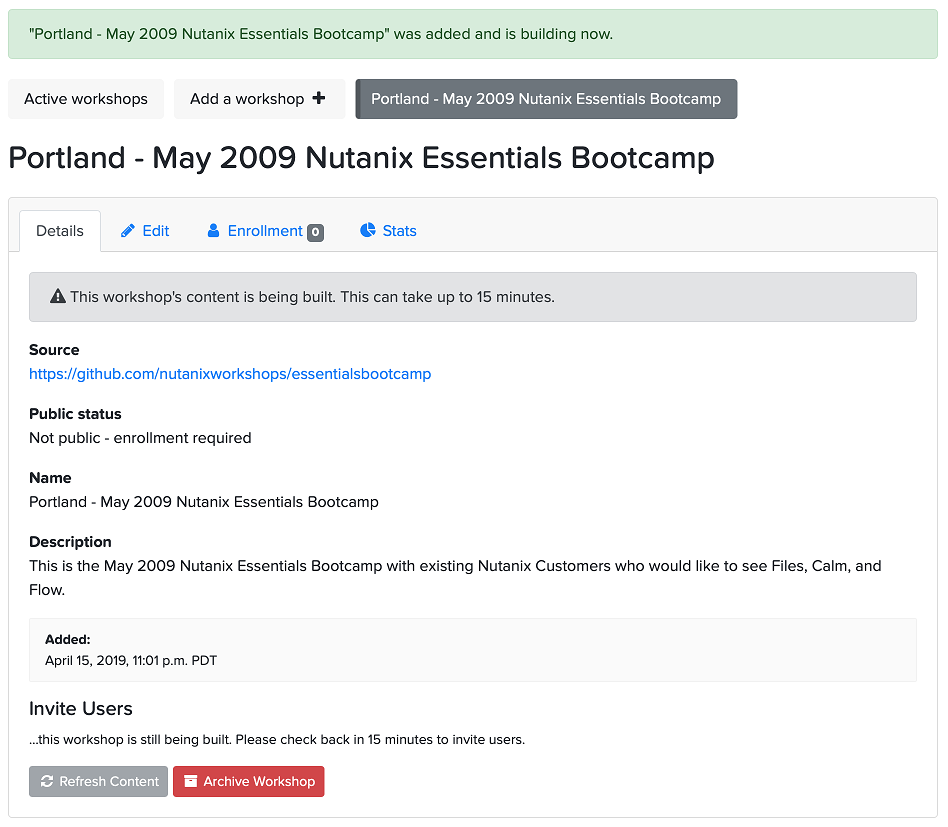 "Portland - May 2009 Nutanix Essentials Bootcamp" was added and is building now.
Active workshops
Add a workshop
Portland - May 2009 Nutanix Essentials Bootcamp
Portland - May 2009 Nutanix Essentials Bootcamp
Details
Edit
Enrollment 0
Stats
This workshop's content is being built. This can take up to 15 minutes.
Source
https://github.com/nutanixworkshops/essentialsbootcamp
Public status
Not public - enrollment required
Name
Portland - May 2009 Nutanix Essentials Bootcamp
Description
This is the May 2009 Nutanix Essentials Bootcamp with existing Nutanix Customers who would like to see Files, Calm, and
Flow.
Added:
April 15, 2019, 11:01 p.m. PDT
Invite Users
...this workshop is still being built. Please check back in 15 minutes to invite users.
Refresh Content
Archive Workshop